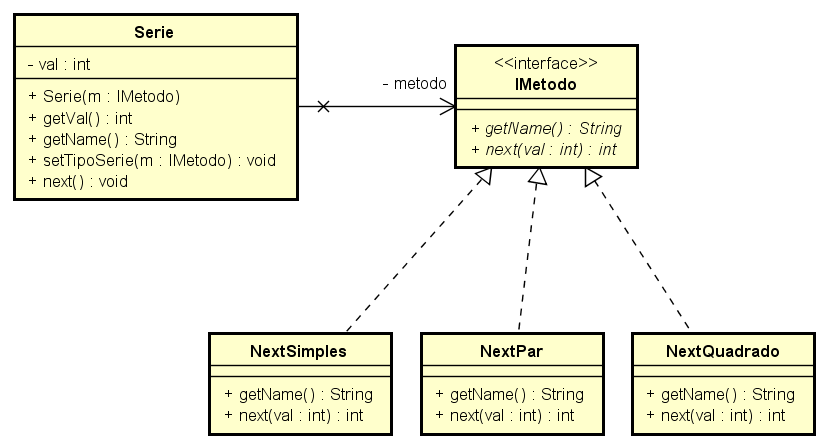 Serie
- val : int
+ Serie(m : IMetodo)
+ getVal() : int
+ getName() : String
+ setTipoSerie(m : IMetodo) : void
+ next() : void
- metodo
<<interface>>
IMetodo
+ getName() : String
+ next(val : int) : int
NextSimples
+ getName() : String
+ next(val : int) : int
NextPar
+ getName() : String
+ next(val : int) : int
NextQuadrado
+ getName() : String
+ next(val : int) : int